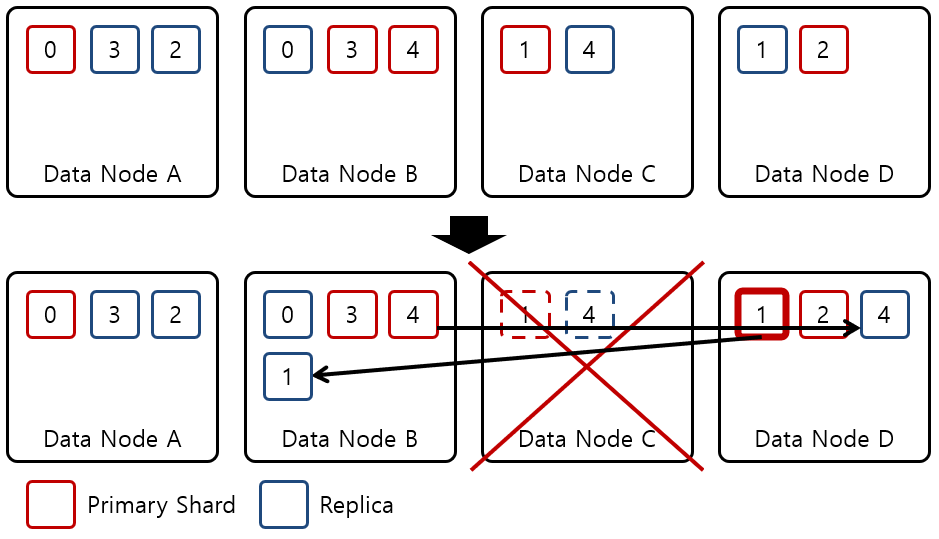 0 3 2
Data Node A
0 3 4
Data Node B
1 4
Data Node C
1 2
Data Node D
0 3 2
Data Node A
0 3 4
1
Data Node B
1 4
Data Node C
1 2 4
Data Node D
Primary Shard
Replica